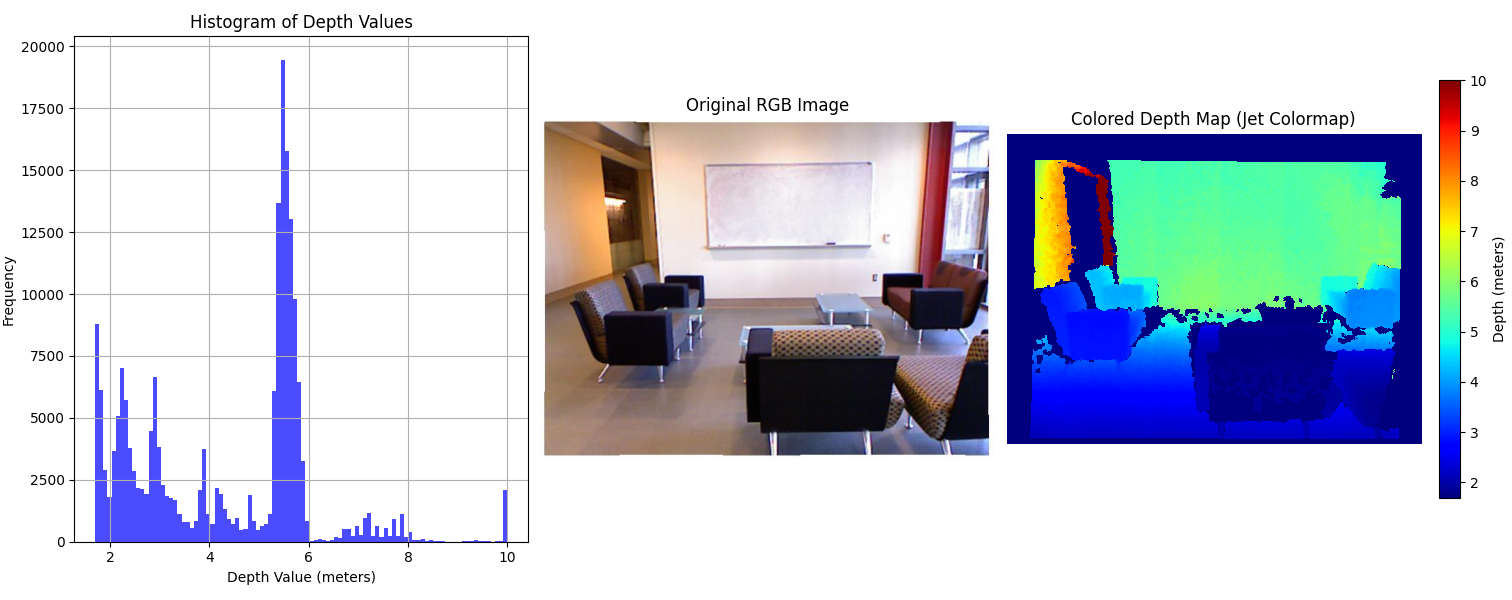 Histogram of Depth Values
20000
17500
15000
12500
10000
7500
5000
2500
0
Frequency
2 4 6 8 10
Depth Value (meters)
Original RGB Image
Colored Depth Map (Jet Colormap)
10
9
8
7
6
5
4
3
2
Depth (meters)